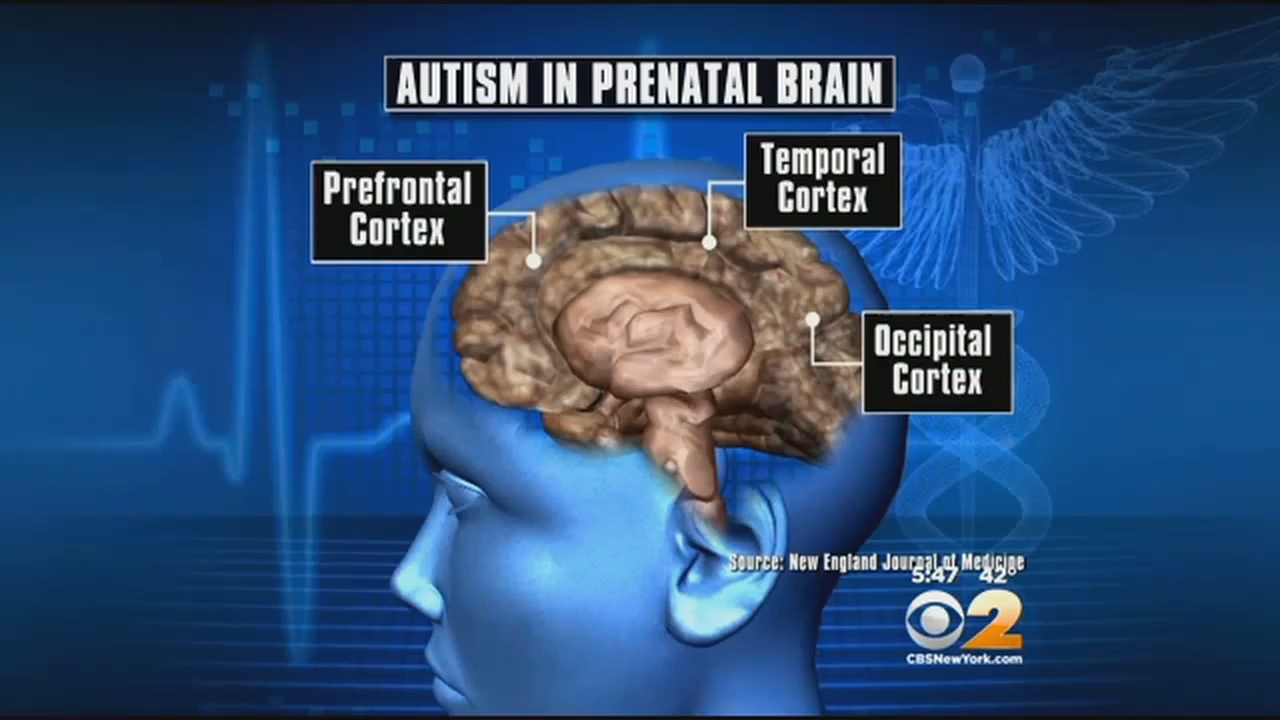 AUTISM IN PRENATAL BRAIN
Prefrontal
Cortex
Temporal
Cortex
Occipital
Cortex
Source: New England Journal of Medicine
5:47 42°
2
CBSNewYork.com